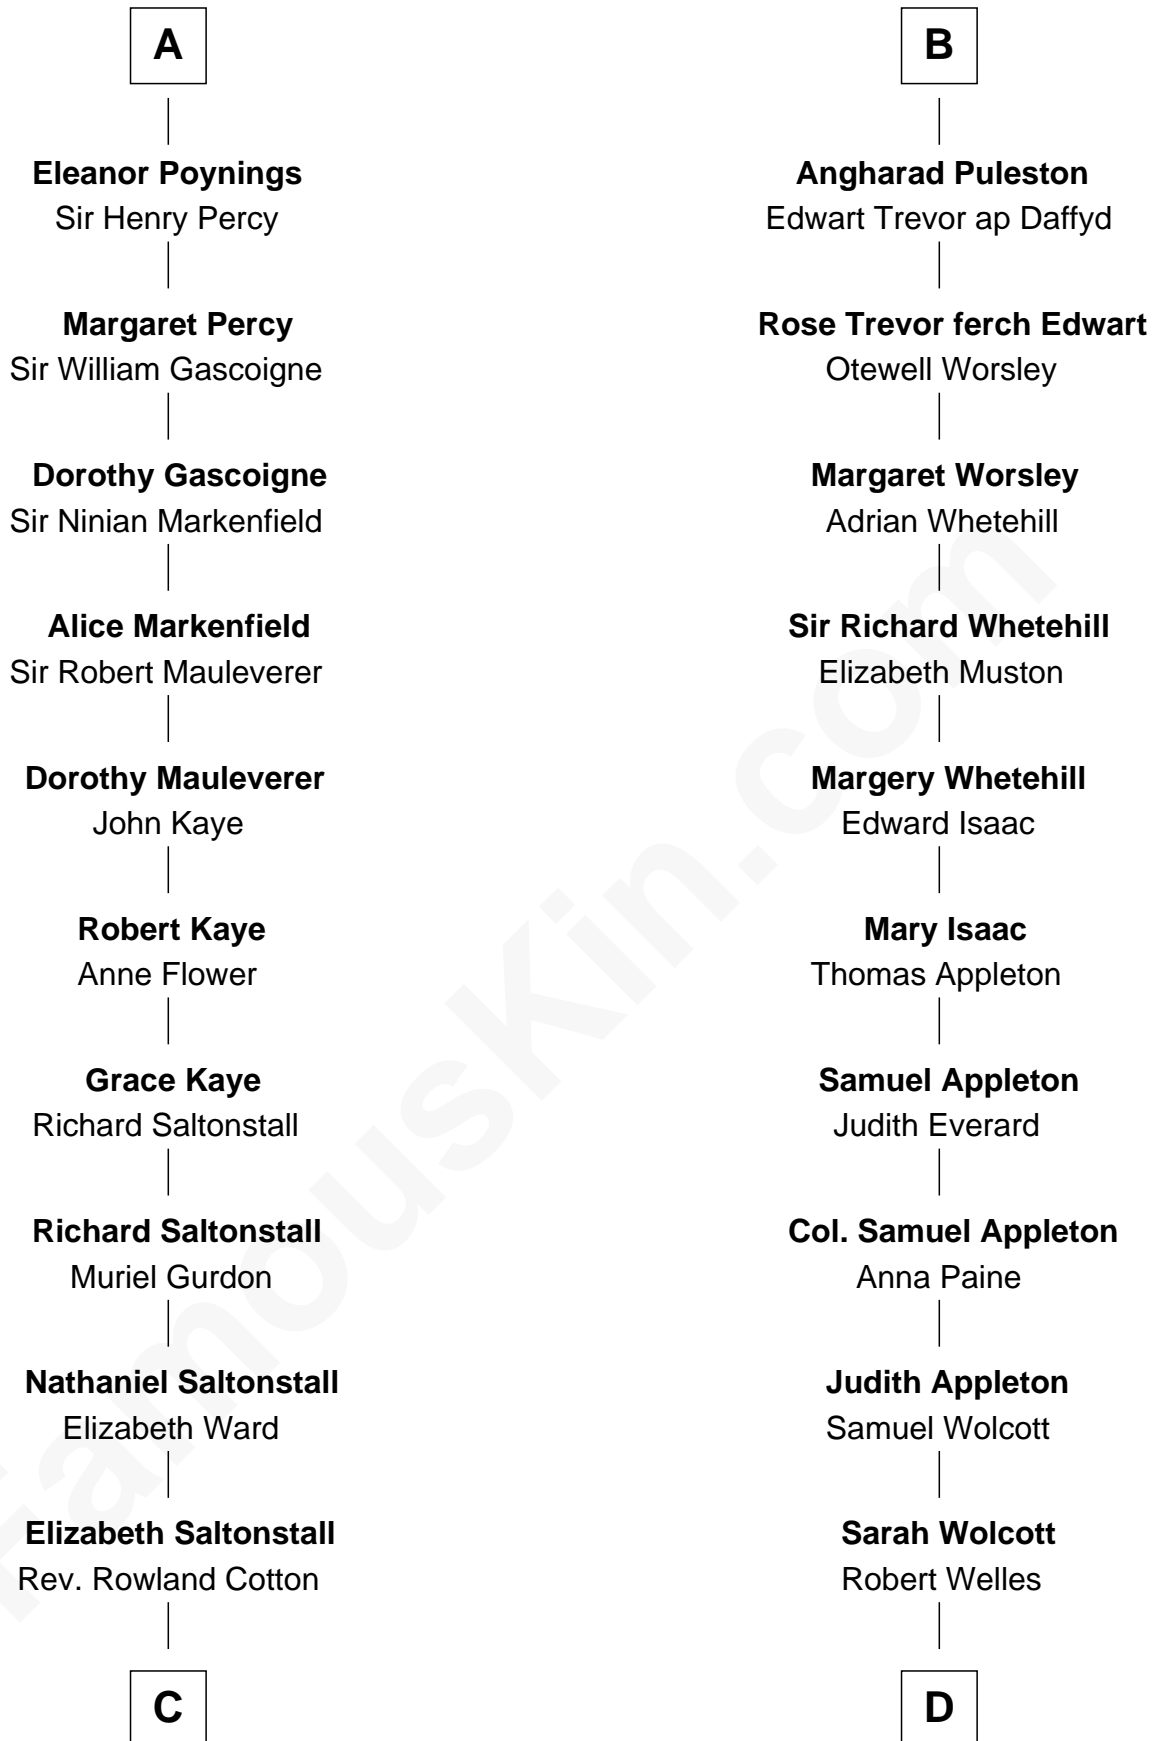 A
Eleanor Poynings
Sir Henry Percy
Margaret Percy
Sir William Gascoigne
Dorothy Gascoigne
Sir Ninian Markenfield
Alice Markenfield
Sir Robert Mauleverer
Dorothy Mauleverer
John Kaye
Robert Kaye
Anne Flower
Grace Kaye
Richard Saltonstall
Richard Saltonstall
Muriel Gurdon
Nathaniel Saltonstall
Elizabeth Ward
Elizabeth Saltonstall
Rev. Rowland Cotton
C
B
Angharad Puleston
Edwart Trevor ap Daffyd
Rose Trevor ferch Edwart
Otewell Worsley
Margaret Worsley
Adrian Whetehill
Sir Richard Whetehill
Elizabeth Muston
Margery Whetehill
Edward Isaac
Mary Isaac
Thomas Appleton
Samuel Appleton
Judith Everard
Col. Samuel Appleton
Anna Paine
Judith Appleton
Samuel Wolcott
Sarah Wolcott
Robert Welles
D
FamousKin.com